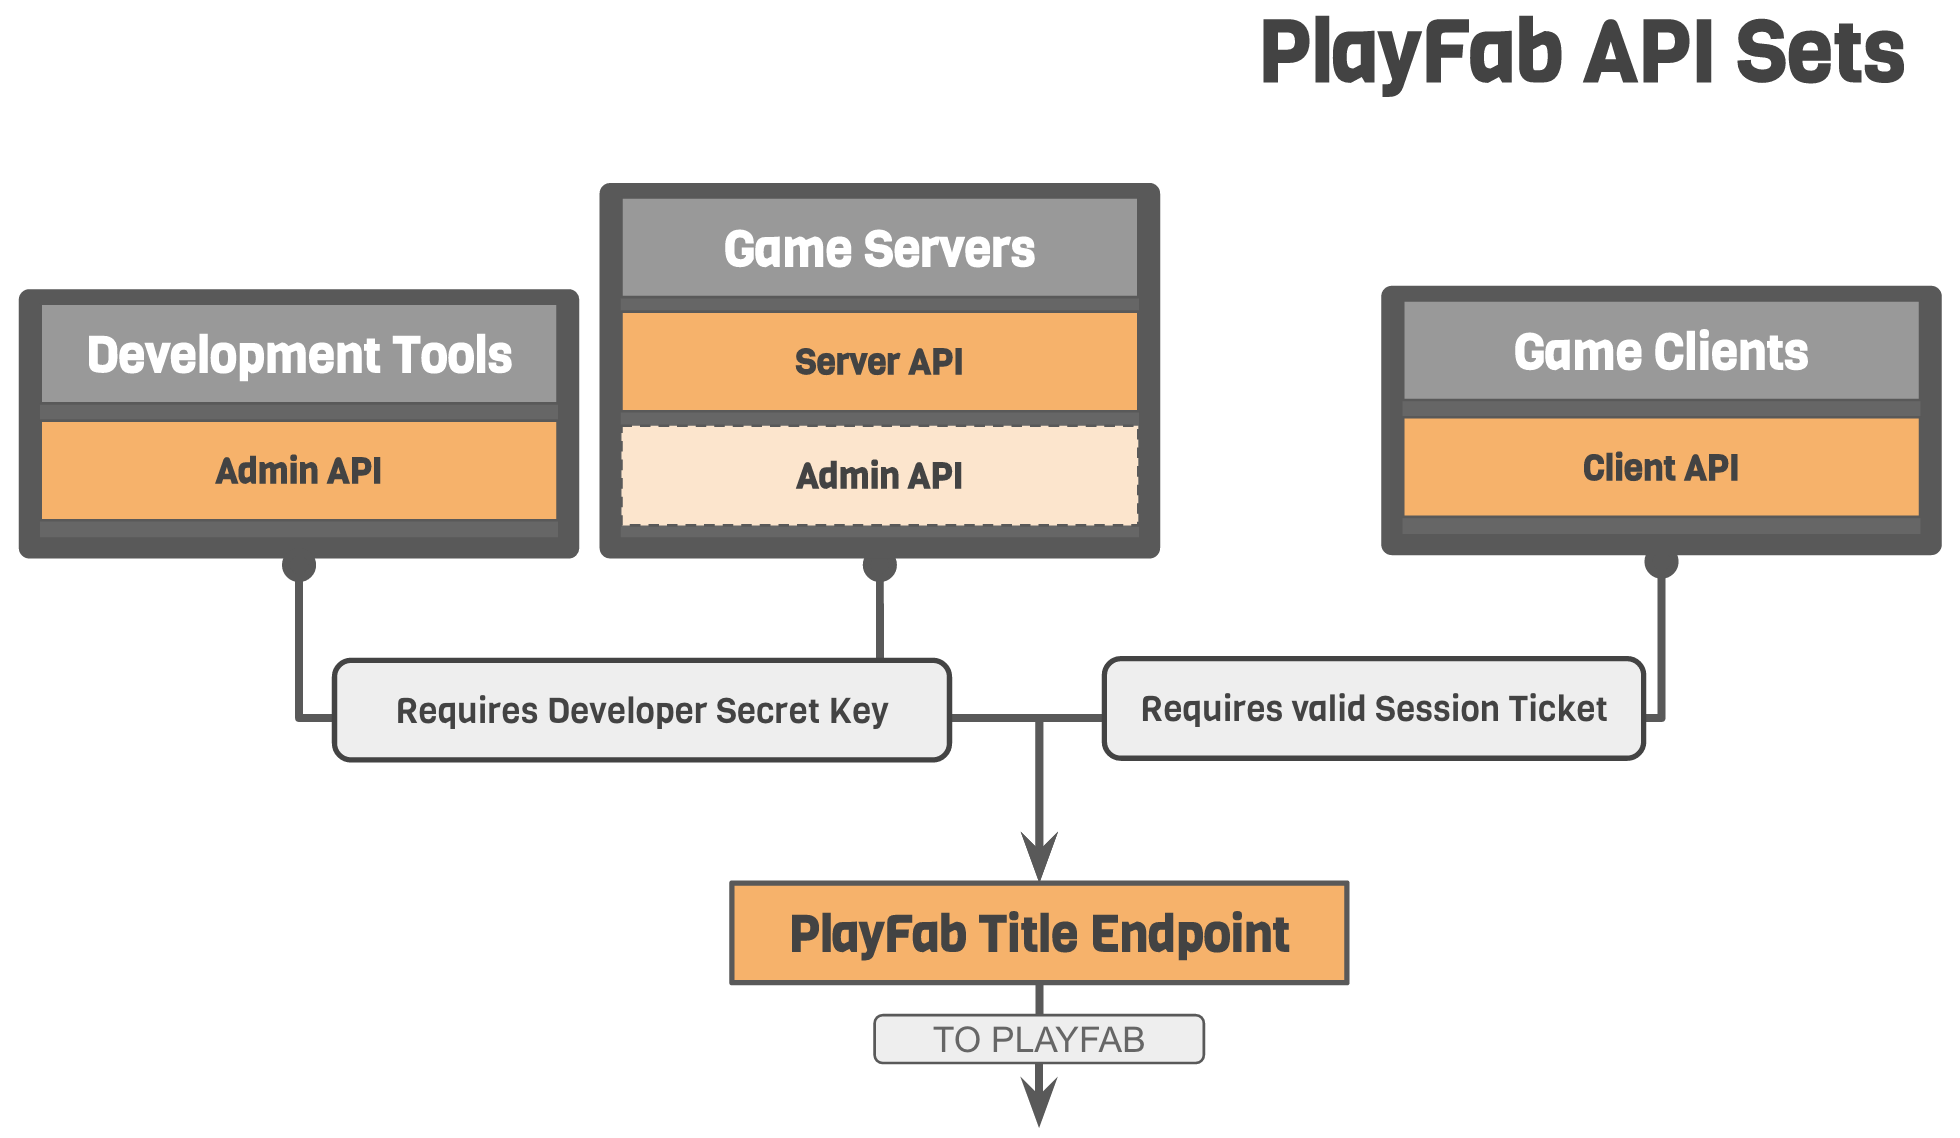 PlayFab API Sets
Development Tools
Admin API
Game Servers
Server API
Admin API
Game Clients
Client API
Requires Developer Secret Key
Requires valid Session Ticket
PlayFab Title Endpoint
TO PLAYFAB